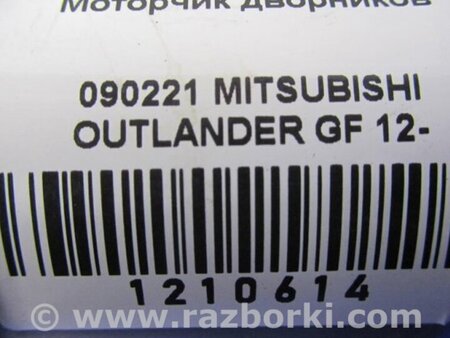 Моторчик дворников
090221 MITSUBISHI
OUTLANDER GF 12-
1210614
© www.razborki.com